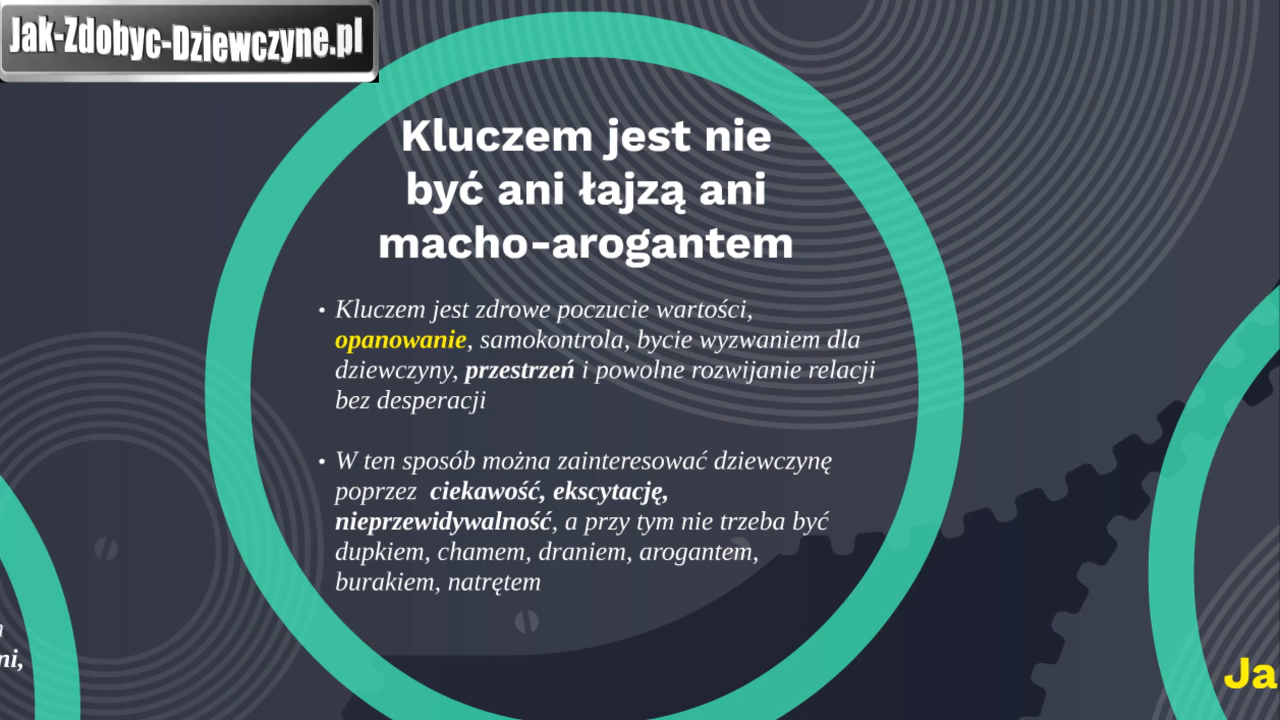 Jak-Zdobyc-Dziewczyne.pl
Kluczem jest nie
być ani łajzą ani
macho-arogantem
• Kluczem jest zdrowe poczucie wartości,
opanowanie, samokontrola, bycie wyzwaniem dla
dziewczyny, przestrzeń i powolne rozwijanie relacji
bez desperacji
• W ten sposób można zainteresować dziewczynę
poprzez ciekawość, ekscytację,
nieprzewidywalność, a przy tym nie trzeba być
dupkiem, chamem, draniem, arogantem,
burakiem, natrętem
ni,
Ja